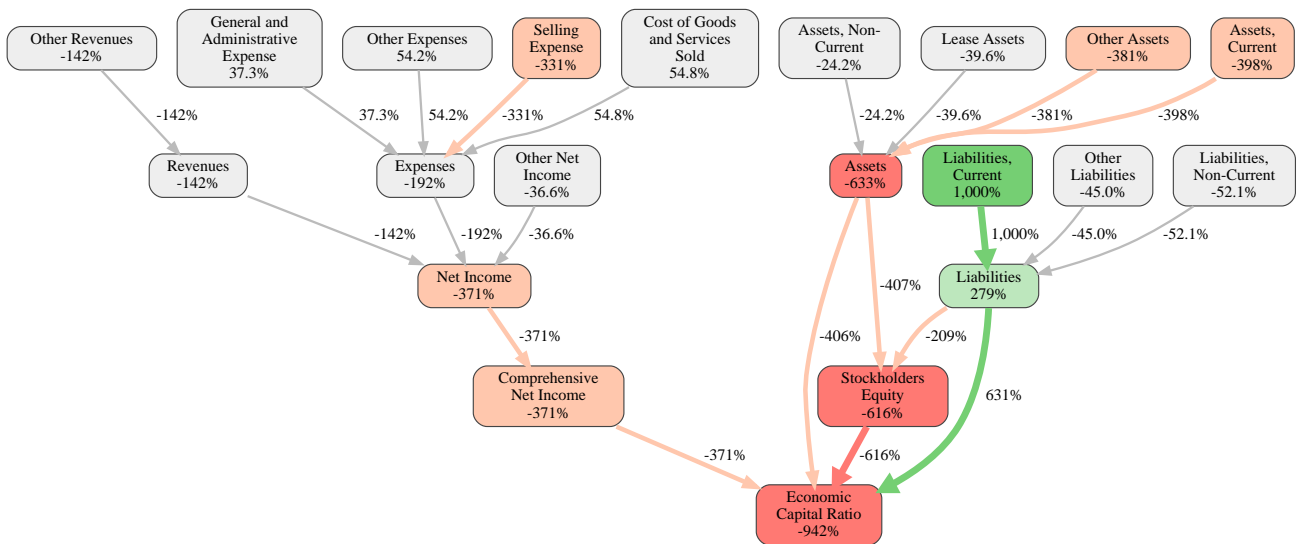 Other Revenues
-142%
General and
Administrative
Expense
37.3%
Other Expenses
54.2%
Selling
Expense
-331%
Cost of Goods
and Services
Sold
54.8%
Assets, Non-
Current
-24.2%
Lease Assets
-39.6%
Other Assets
-381%
Assets,
Current
-398%
-142%
37.3%
54.2%
-331%
54.8%
-24.2%
-39.6%
-381%
-398%
Revenues
-142%
Expenses
-192%
Other Net
Income
-36.6%
Assets
-633%
Liabilities,
Current
1,000%
Other
Liabilities
-45.0%
Liabilities,
Non-Current
-52.1%
-142%
-192%
-36.6%
1,000%
-45.0%
-52.1%
Net Income
-371%
-407%
Liabilities
279%
-371%
-406%
-209%
Comprehensive
Net Income
-371%
Stockholders
Equity
-616%
631%
-371%
-616%
Economic
Capital Ratio
-942%